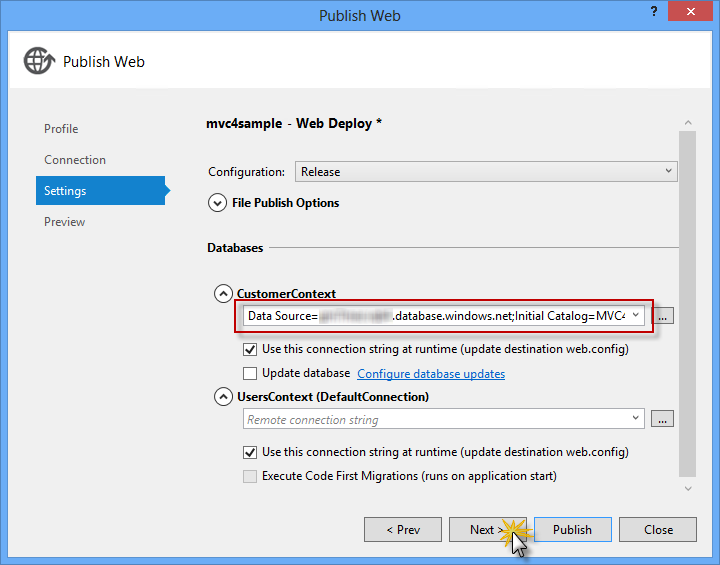 Publish Web
?
Publish Web
Profile
Connection
Settings
Preview
mvc4sample - Web Deploy *
Configuration: Release
File Publish Options
Databases
CustomerContext
Data Source= .database.windows.net;Initial Catalog=MVC4 ...
Use this connection string at runtime (update destination web.config)
Update database Configure database updates
UsersContext (DefaultConnection)
Remote connection string ...
Use this connection string at runtime (update destination web.config)
Execute Code First Migrations (runs on application start)
< Prev Next > Publish Close